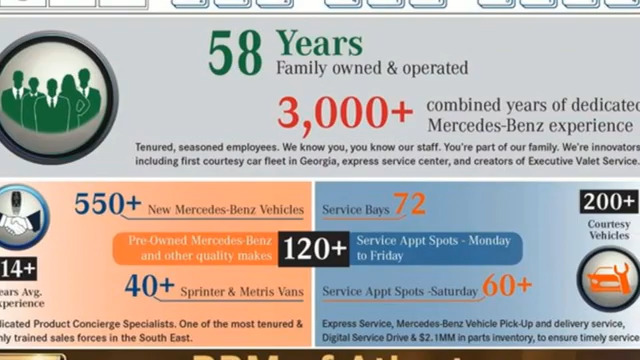 58 Years
Family owned & operated
3,000+ combined years of dedicated
Mercedes-Benz experience
Tenured, seasoned employees. We know you, you know our staff. You're part of our family. We're innovators
including first courtesy car fleet in Georgia, express service center, and creators of Executive Valet Service.
550+ New Mercedes-Benz Vehicles
Pre-Owned Mercedes-Benz
and other quality makes
120+
40+ Sprinter & Metris Vans
14+
Avg.
Product Concierge Specialists. One of the most tenured &
trained sales forces in the South East.
Service Bays 72
Service Appt Spots - Monday
to Friday
Service Appt Spots -Saturday 60+
200+
Courtesy
Vehicles
Express Service, Mercedes-Benz Vehicle Pick-Up and delivery service,
Digital Service Drive & $2.1MM in parts inventory, to ensure timely service